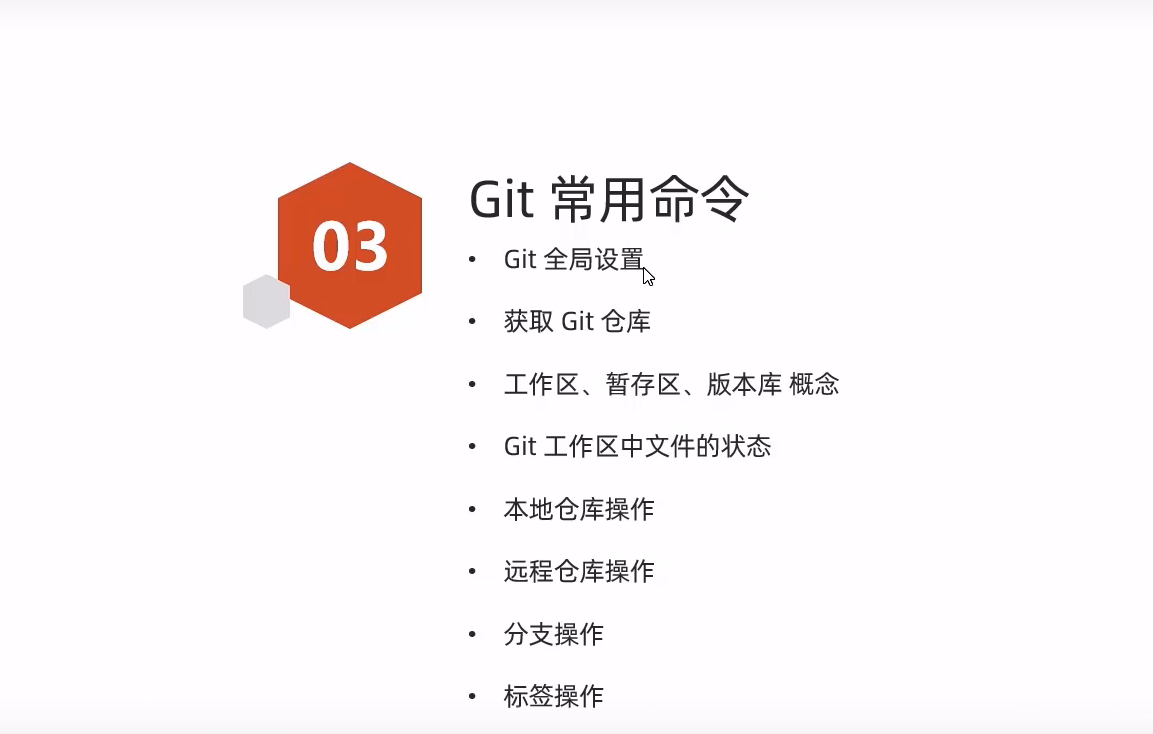 03
Git 常用命令
• Git 全局设置
• 获取 Git 仓库
• 工作区、暂存区、版本库 概念
• Git 工作区中文件的状态
• 本地仓库操作
• 远程仓库操作
• 分支操作
• 标签操作